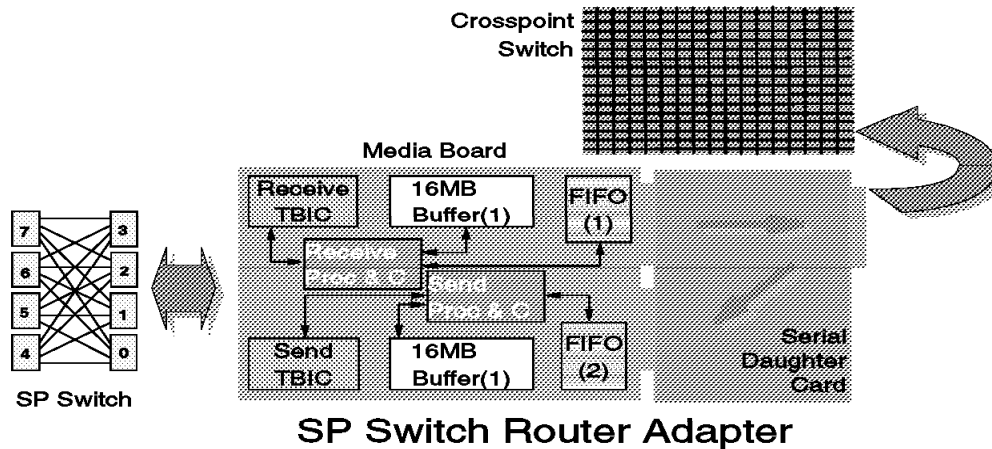 Crosspoint
Switch
Media Board
Receive
TBIC
16MB
Buffer(1)
FIFO
(1)
7
3
Receive
Proc & C
6
2
Send
Proc & C
5
1
4
0
Send
TBIC
16MB
Buffer(1)
FIFO
(2)
Serial
Daughter
Card
SP Switch
SP Switch Router Adapter